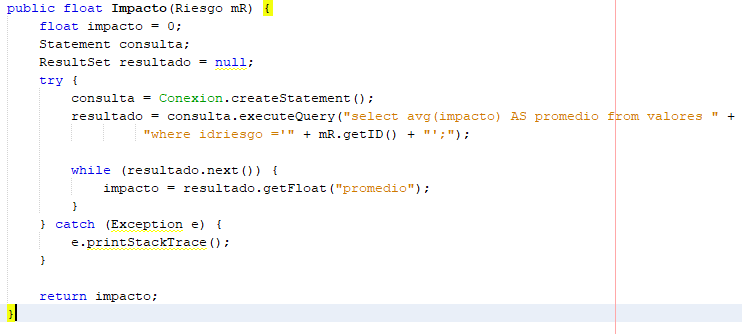 public float Impacto(Riesgo mR) {
float impacto = 0;
Statement consulta;
ResultSet resultado = null;
try {
consulta = Conexion.createStatement();
resultado = consulta.executeQuery("select avg(impacto) AS promedio from valores " +
"where idriesgo ='" + mR.getID() + "';");
while (resultado.next()) {
impacto = resultado.getFloat("promedio");
}
} catch (Exception e) {
e.printStackTrace();
}
return impacto;
}